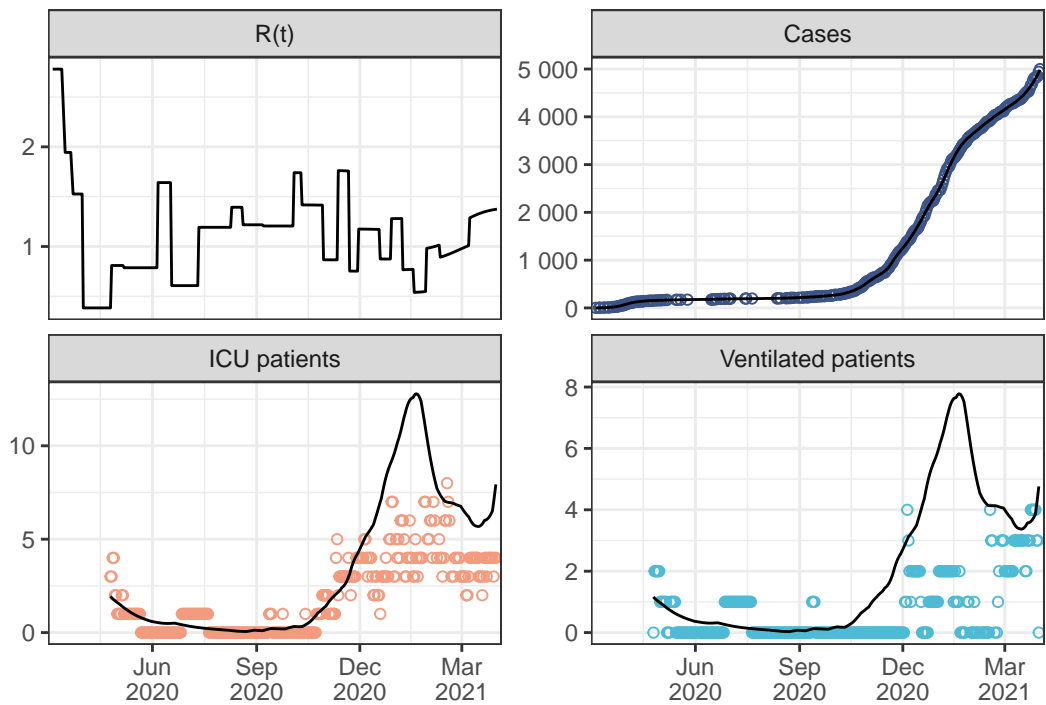 R(t)
Cases
2
1
5 000
4 000
3 000
2 000
1 000
0
ICU patients
Ventilated patients
10
5
0
8
6
4
2
0
Jun Sep Dec Mar
2020 2020 2020 2021
Jun Sep Dec Mar
2020 2020 2020 2021